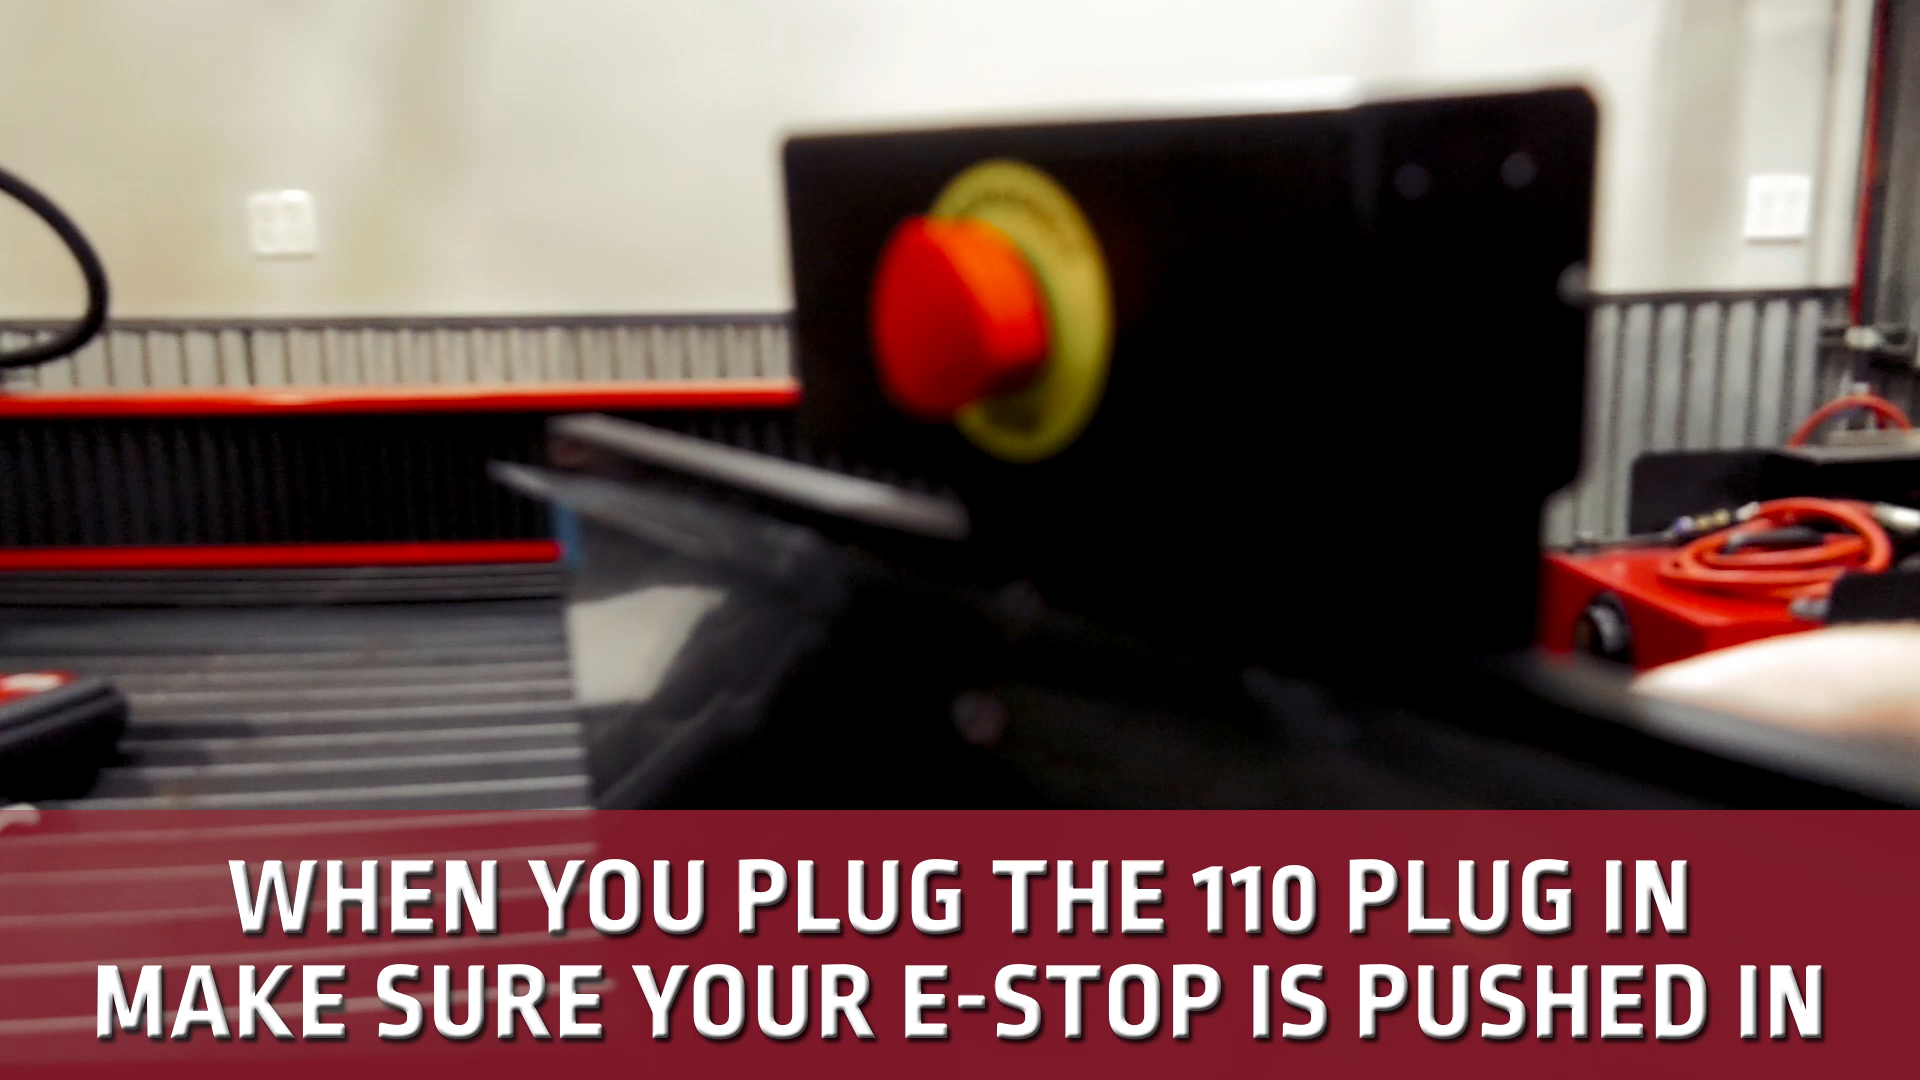 WHEN YOU PLUG THE 110 PLUG IN
MAKE SURE YOUR E-STOP IS PUSHED IN